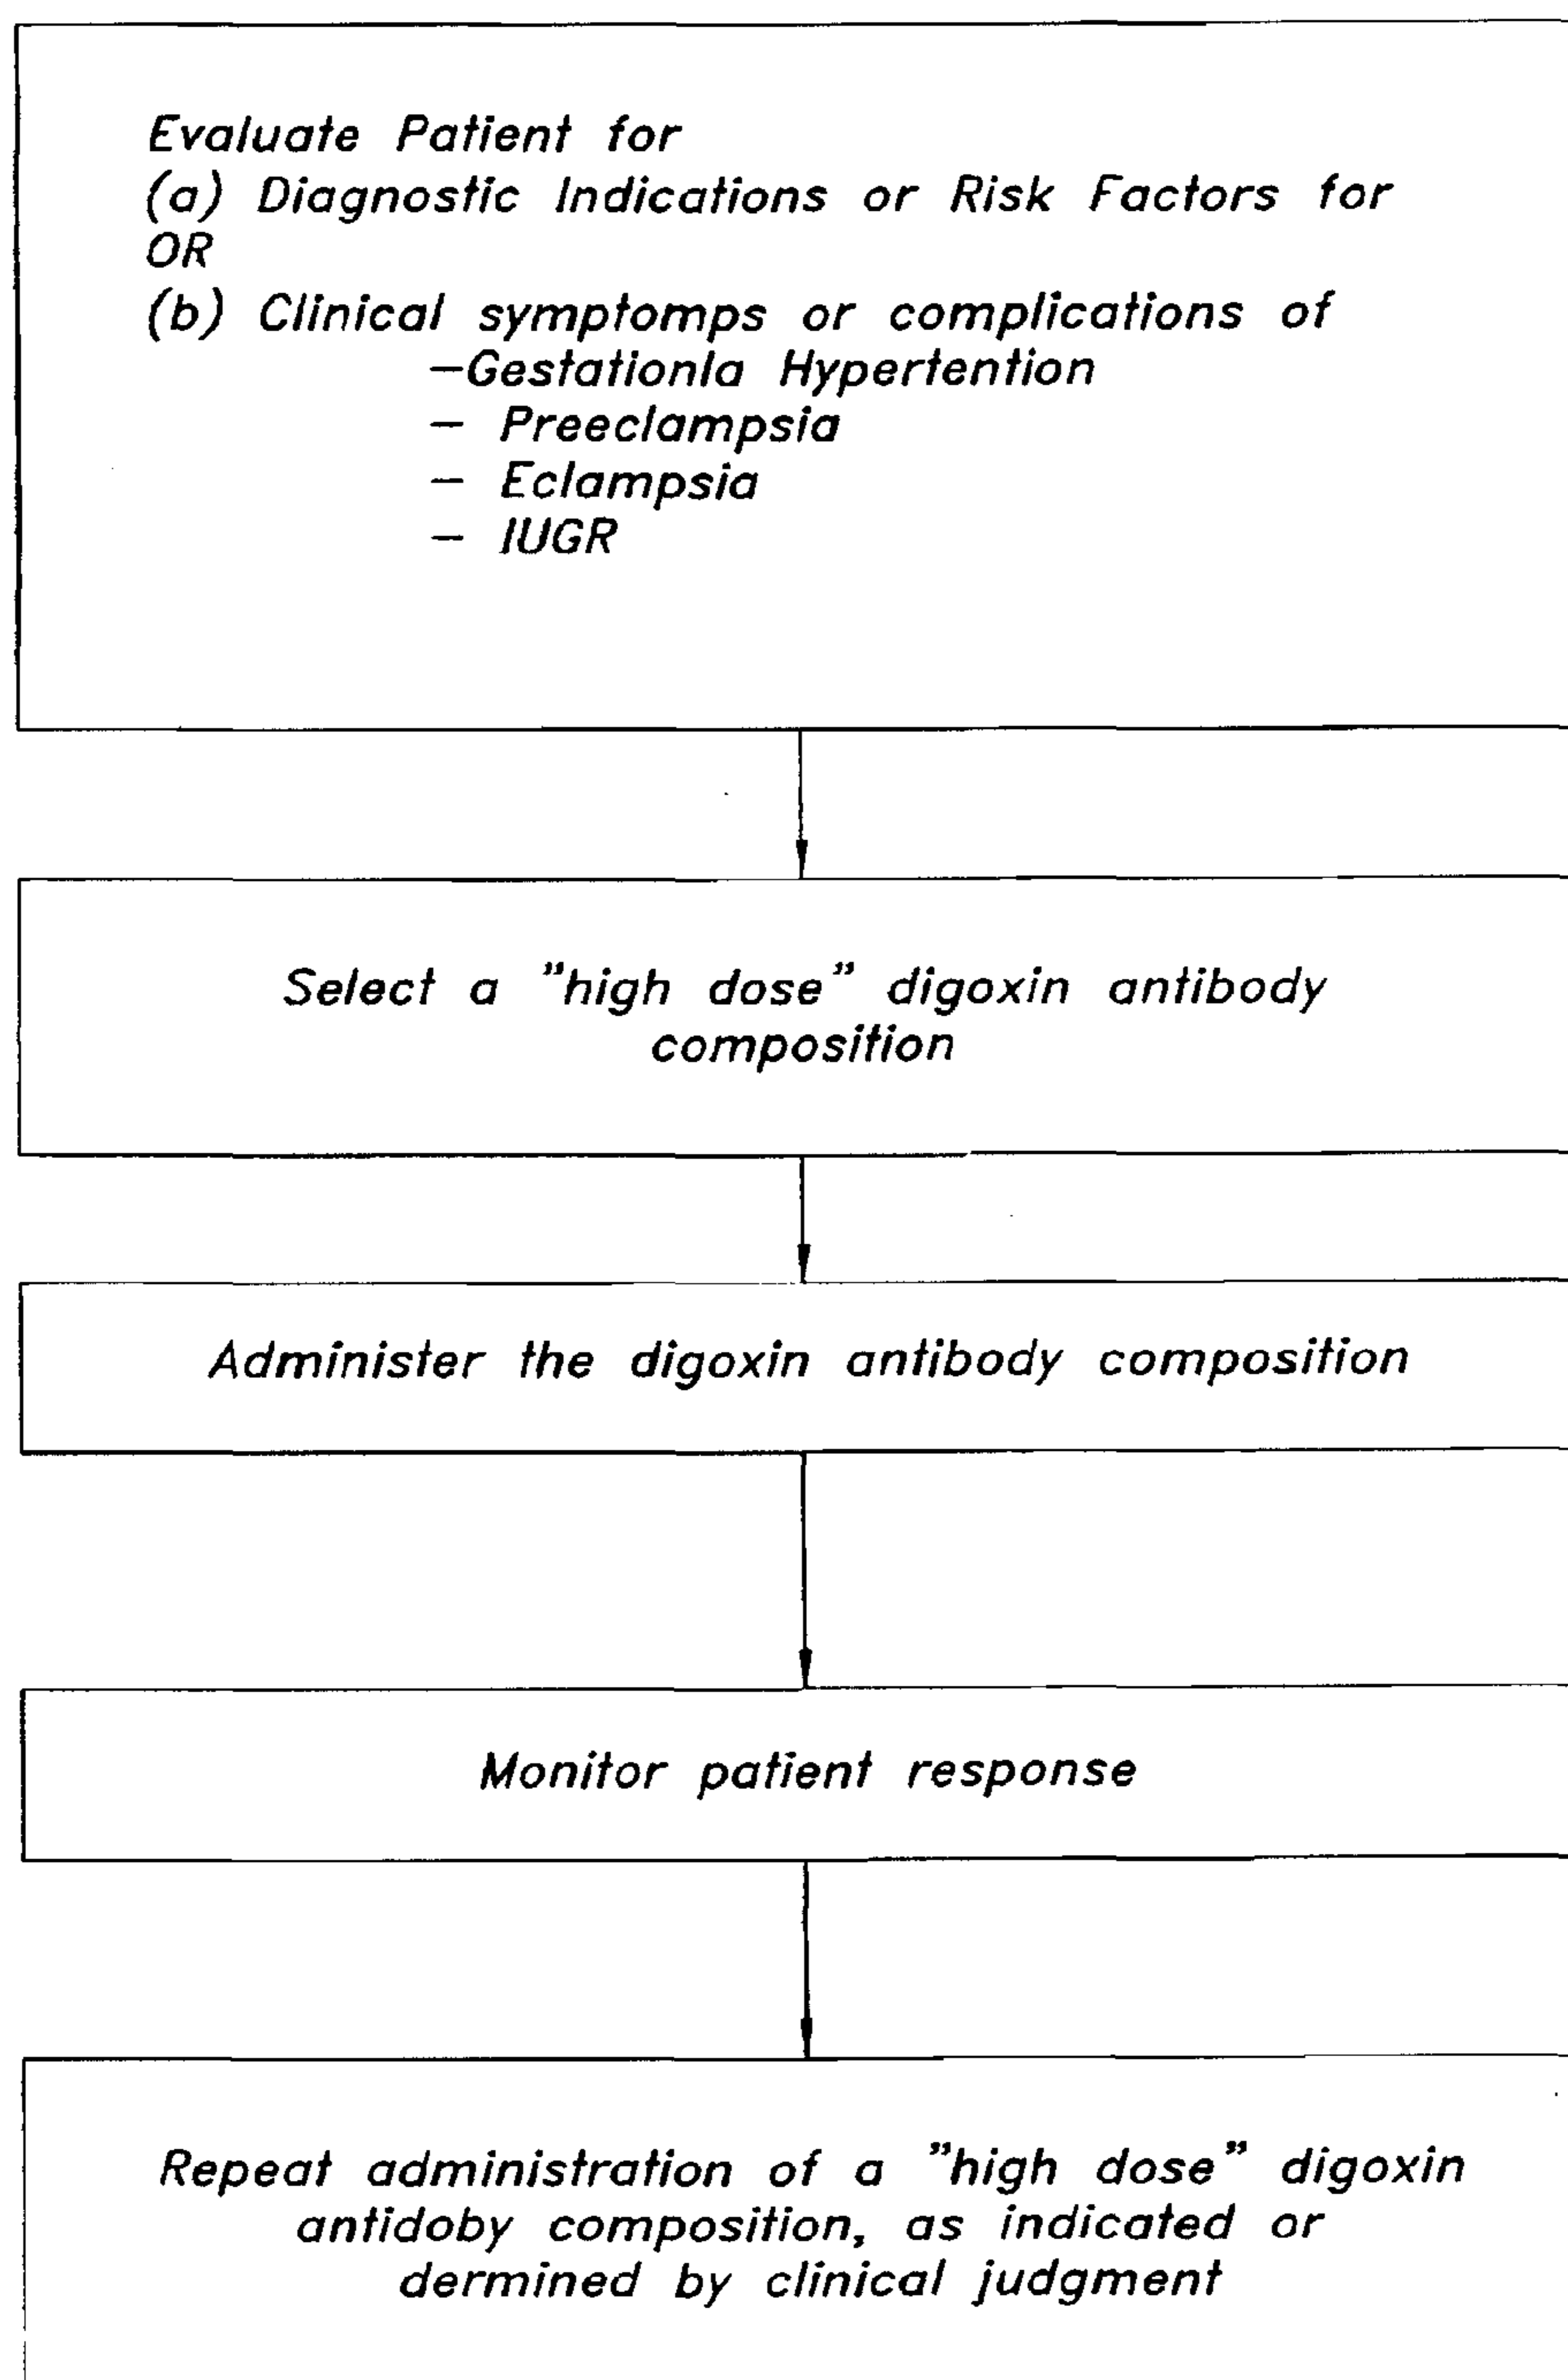 Evaluate Patient for
(a) Diagnostic Indications or Risk Factors for
OR
(b) Clinical symptomps or complications of
-Gestationla Hypertention
- Preeclampsia
- Eclampsia
- IUGR
Select a "high dose" digoxin antibody
composition
Administer the digoxin antibody composition
Monitor patient response
Repeat administration of a "high dose" digoxin
antidoby composition, as indicated or
dermined by clinical judgment